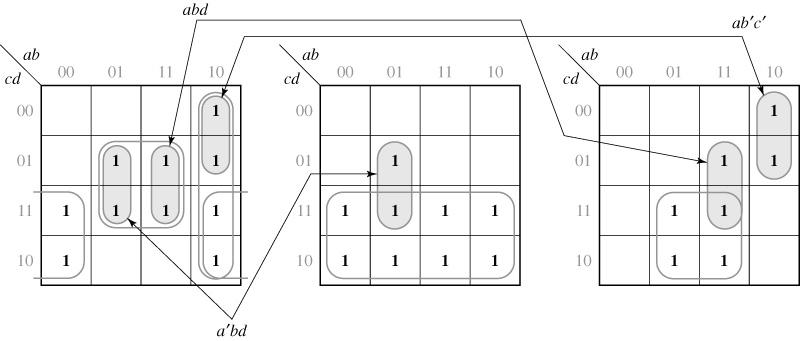 abd
ab′c′
ab ab ab
cd 00 01 11 10 cd 00 01 11 10 cd 00 01 11 10
00 1 00 00 1
01 1 1 1 01 1 01 1 1
11 1 1 1 1 11 1 1 1 1 11 1 1
10 1 1 10 1 1 1 1 10 1 1
a′bd